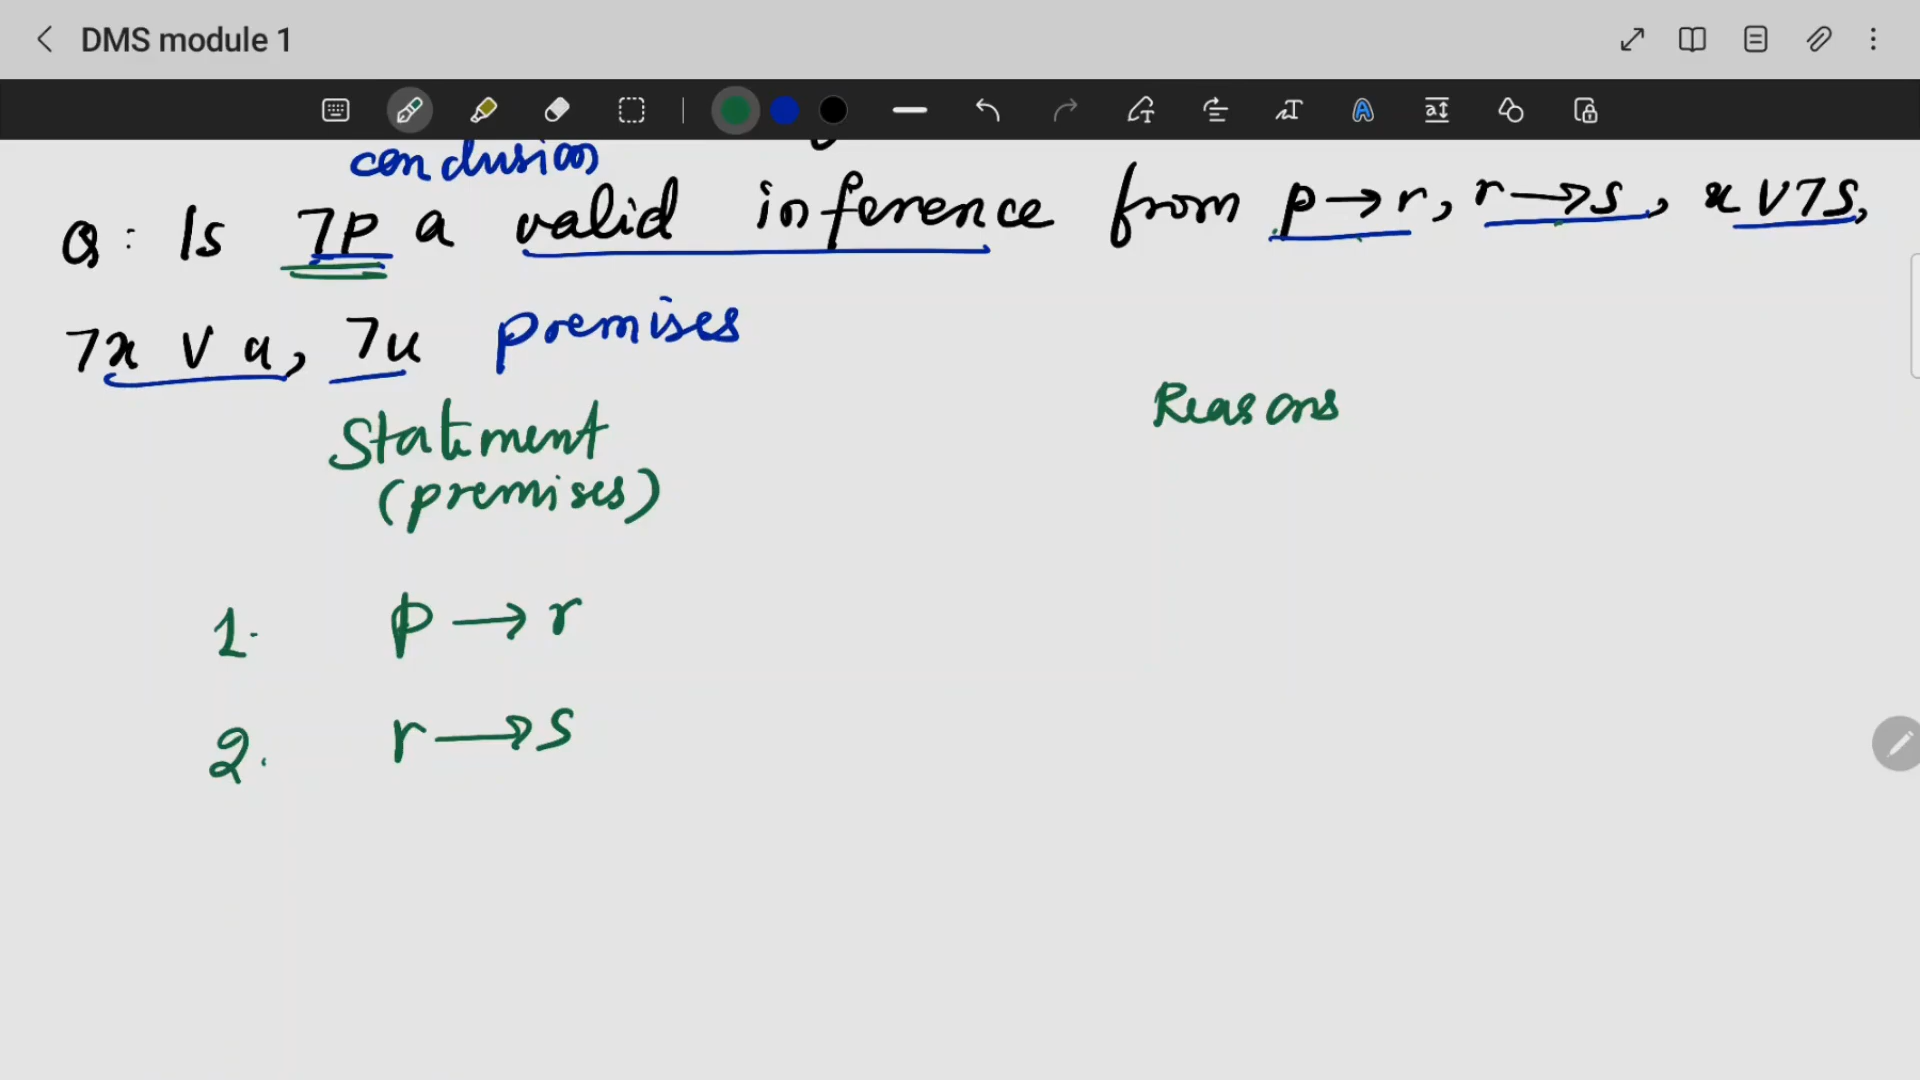 DMS module 1
conclusion
Q: Is ¬p a valid inference from p → r, r → s, x ∨ ¬s,
¬x ∨ u, ¬u premises
Statement Reasons
(premises)
1. p → r
2. r → s